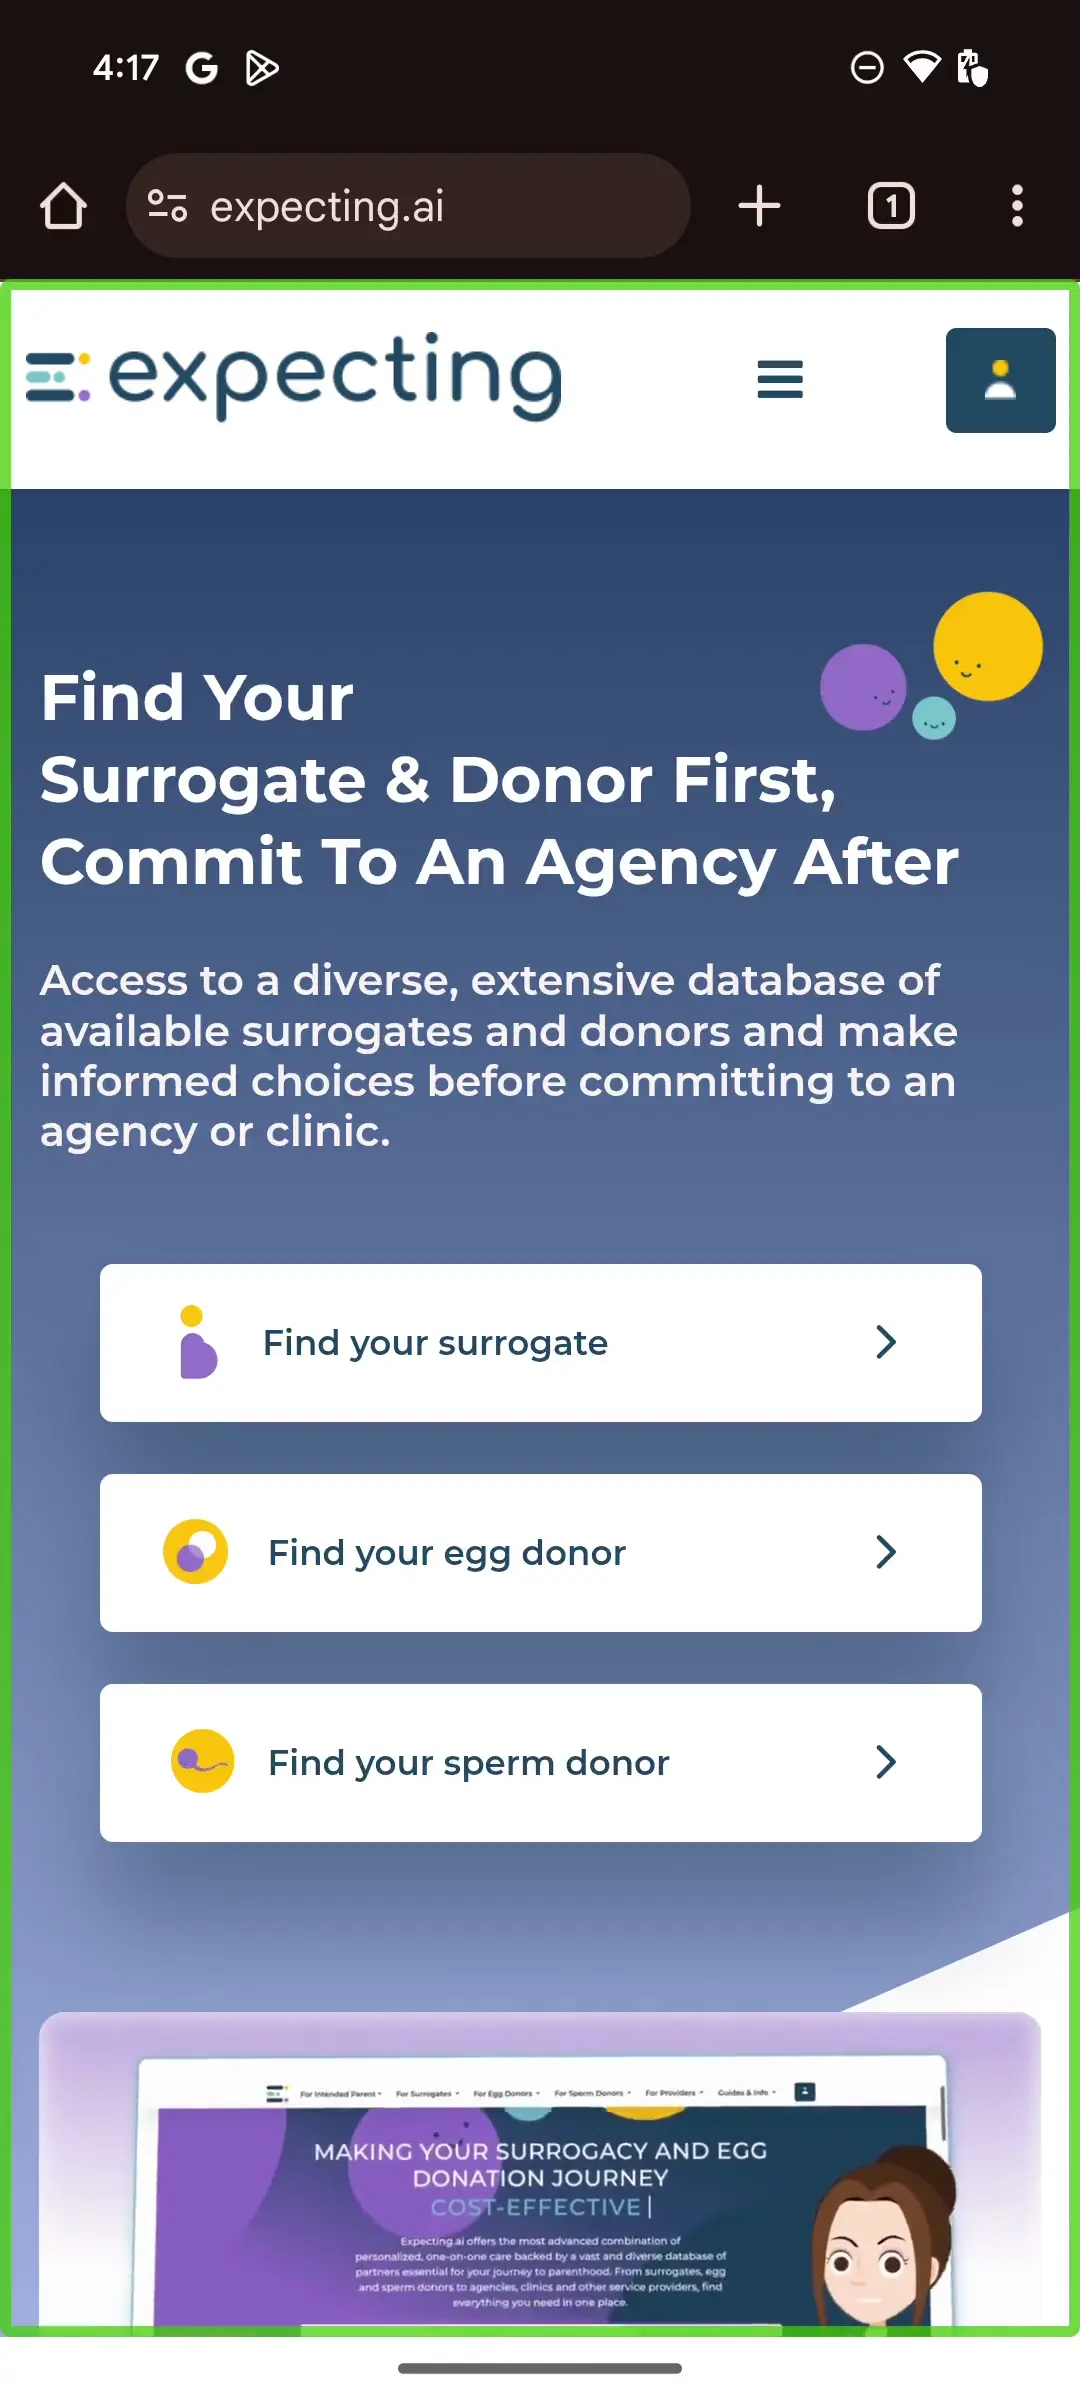 4:17
expecting.ai
1
expecting
Find Your
Surrogate & Donor First,
Commit To An Agency After
Access to a diverse, extensive database of
available surrogates and donors and make
informed choices before committing to an
agency or clinic.
Find your surrogate
Find your egg donor
Find your sperm donor
For Intended Parent For Surrogates For Egg Donors For Sperm Donors For Providers Guides & Info
MAKING YOUR SURROGACY AND EGG
DONATION JOURNEY
COST-EFFECTIVE
Expecting.ai offers the most advanced combination of
personalized, one-on-one care backed by a vast and diverse database of
partners essential for your journey to parenthood. From surrogates, egg
and sperm donors to agencies, clinics and other service providers, find
everything you need in one place.